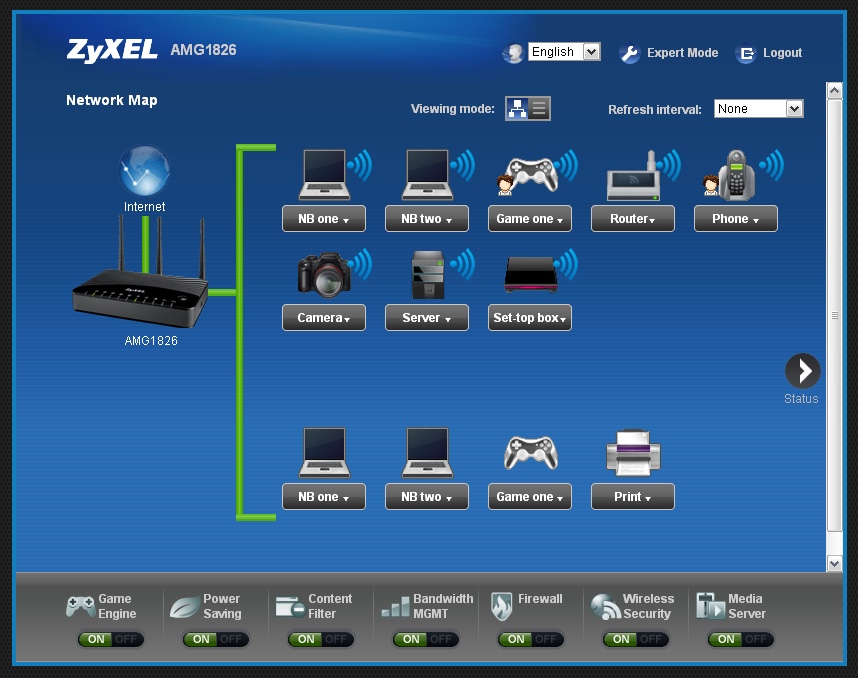 ZyXEL AMG1826
English
Expert Mode
Logout
Network Map
Viewing mode:
Refresh interval:
None
Internet
ZyXEL
AMG1826
NB one
NB two
Game one
Router
Phone
Camera
Server
Set-top box
Status
NB one
NB two
Game one
Print
Game
Engine
ON OFF
Power
Saving
ON OFF
Content
Filter
ON OFF
Bandwidth
MGMT
ON OFF
Firewall
ON OFF
Wireless
Security
ON OFF
Media
Server
ON OFF